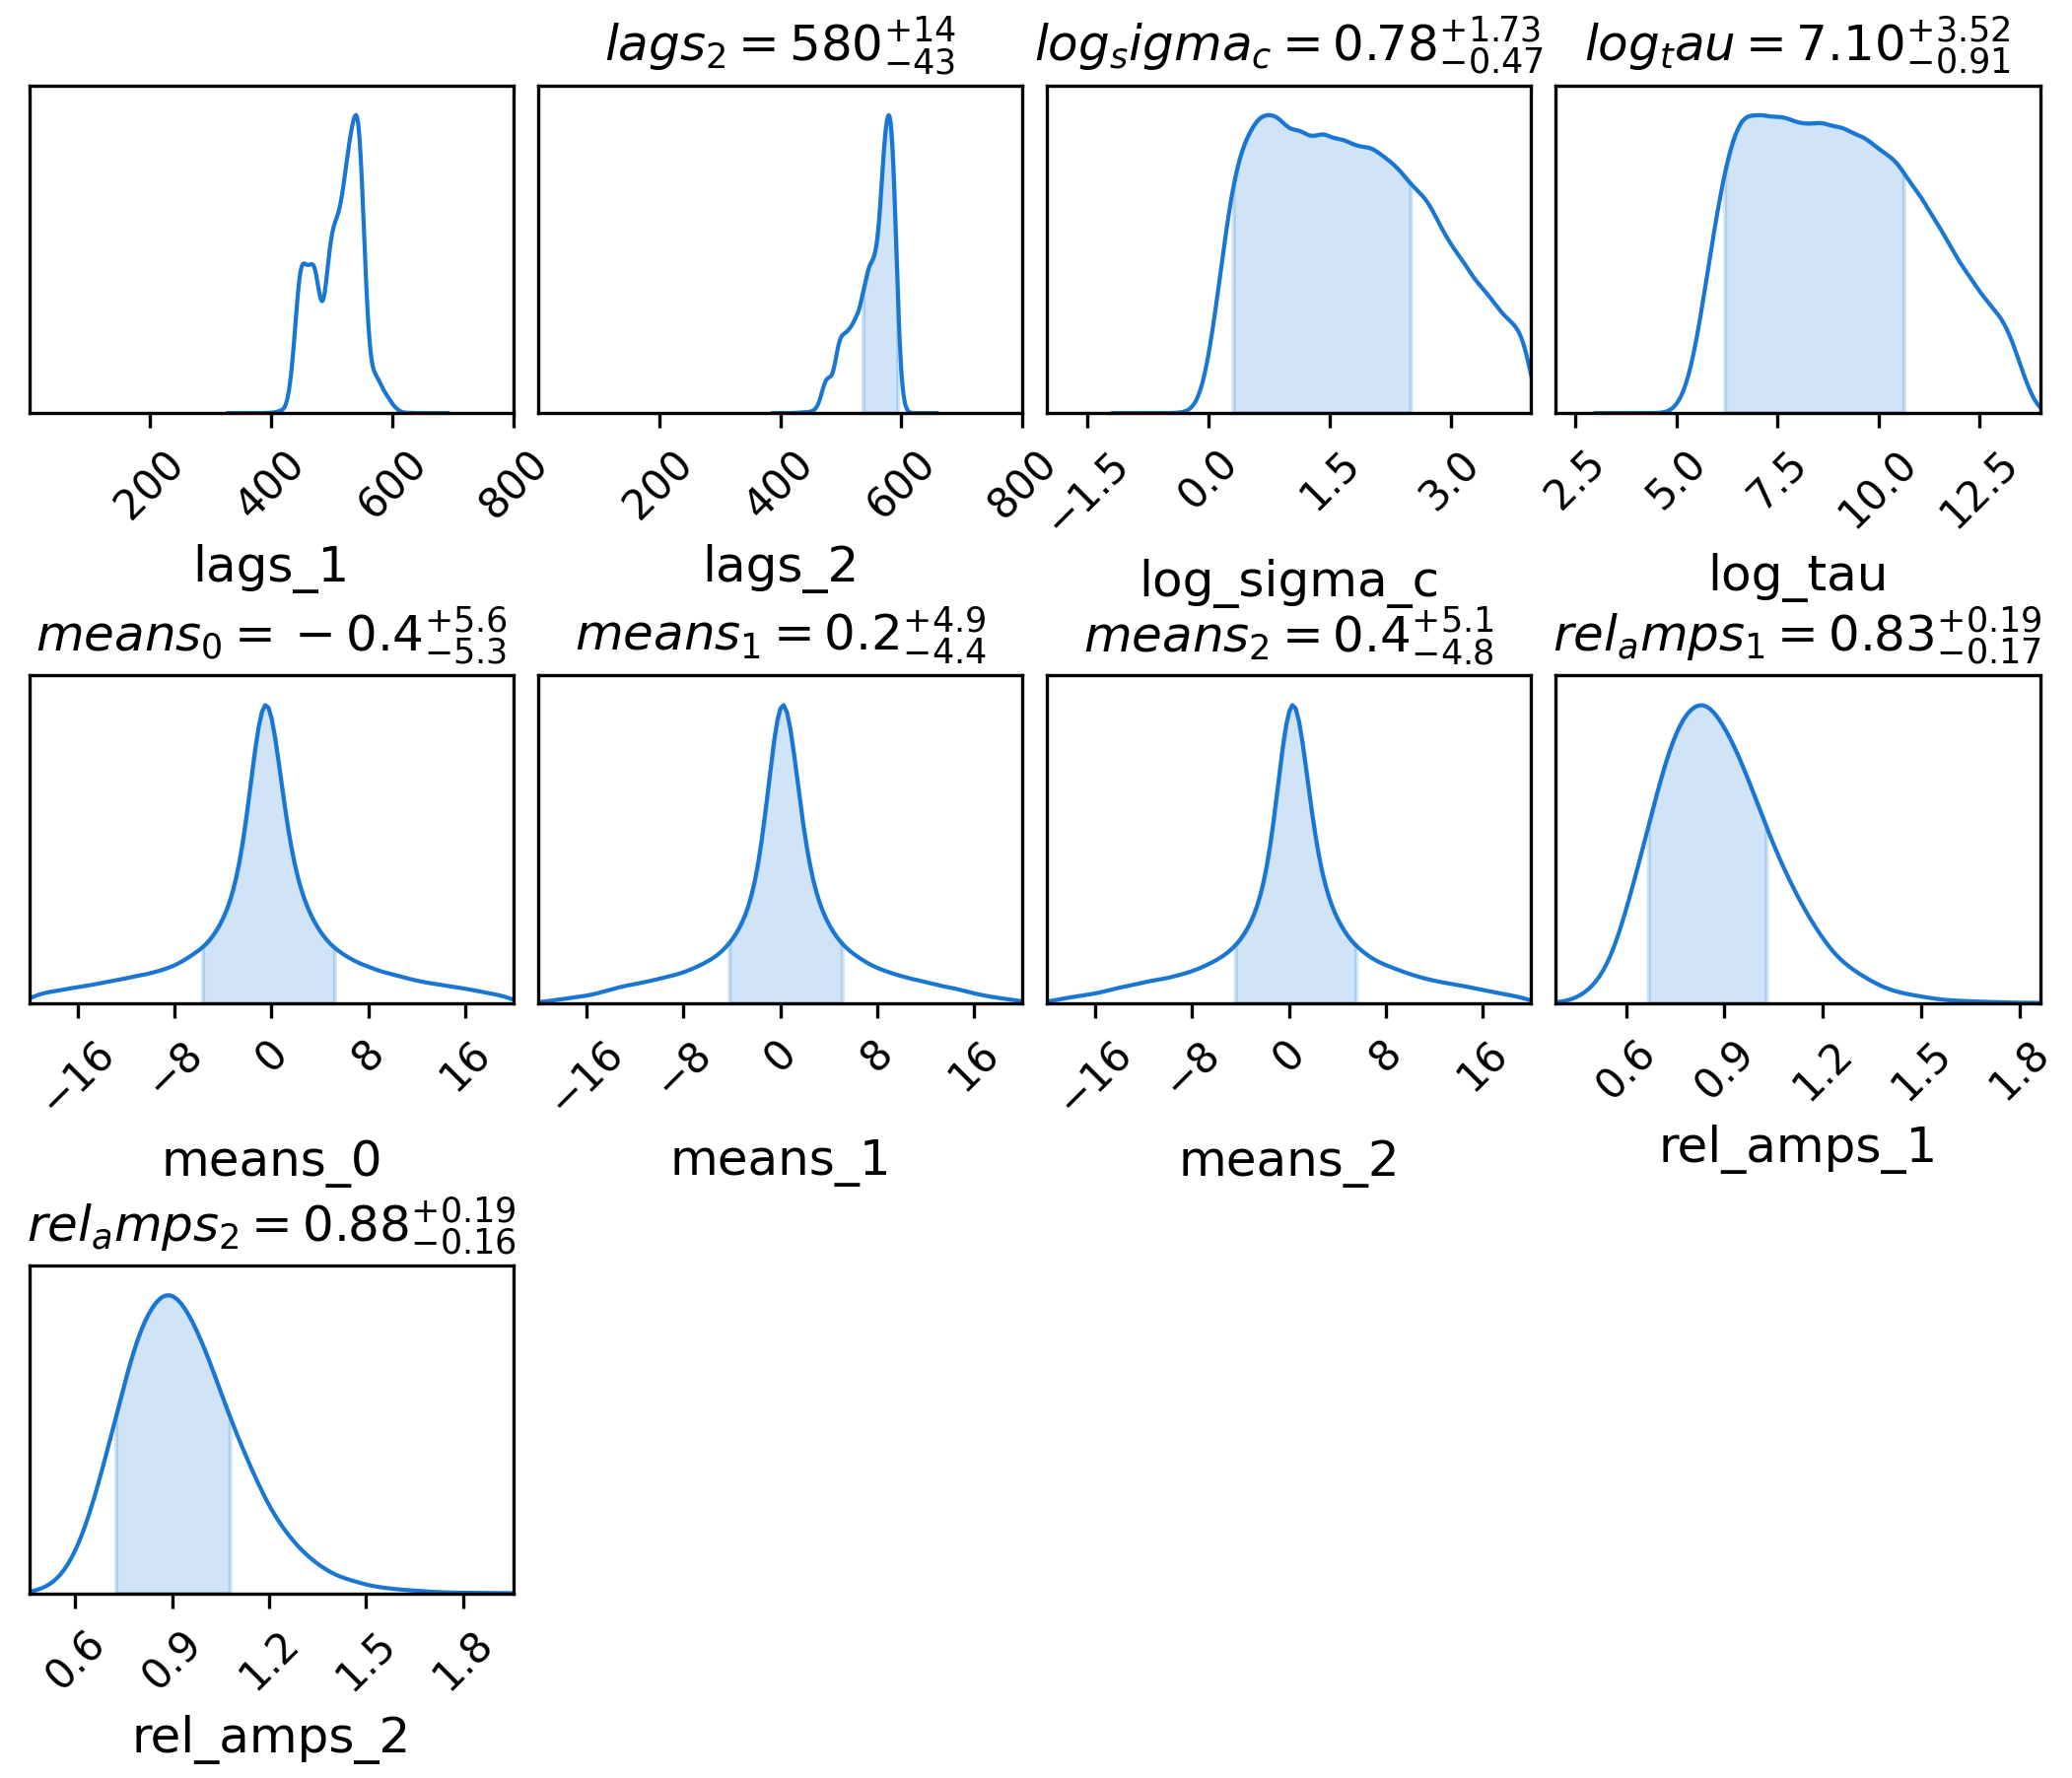 lags₂ = 580⁺¹⁴₋₄₃ logₛigma_c = 0.78⁺¹·⁷³₋₀.₄₇ logₜau = 7.10⁺³·⁵²₋₀.₉₁
200 400 600 800 200 400 600 800 −1.5 0.0 1.5 3.0 2.5 5.0 7.5 10.0 12.5
lags_1 lags_2 log_sigma_c log_tau
means₀ = −0.4⁺⁵·⁶₋₅.₃ means₁ = 0.2⁺⁴·⁹₋₄.₄ means₂ = 0.4⁺⁵·¹₋₄.₈ relₐmps₁ = 0.83⁺⁰·¹⁹₋₀.₁₇
−16 −8 0 8 16 −16 −8 0 8 16 −16 −8 0 8 16 0.6 0.9 1.2 1.5 1.8
means_0 means_1 means_2 rel_amps_1
relₐmps₂ = 0.88⁺⁰·¹⁹₋₀.₁₆
0.6 0.9 1.2 1.5 1.8
rel_amps_2